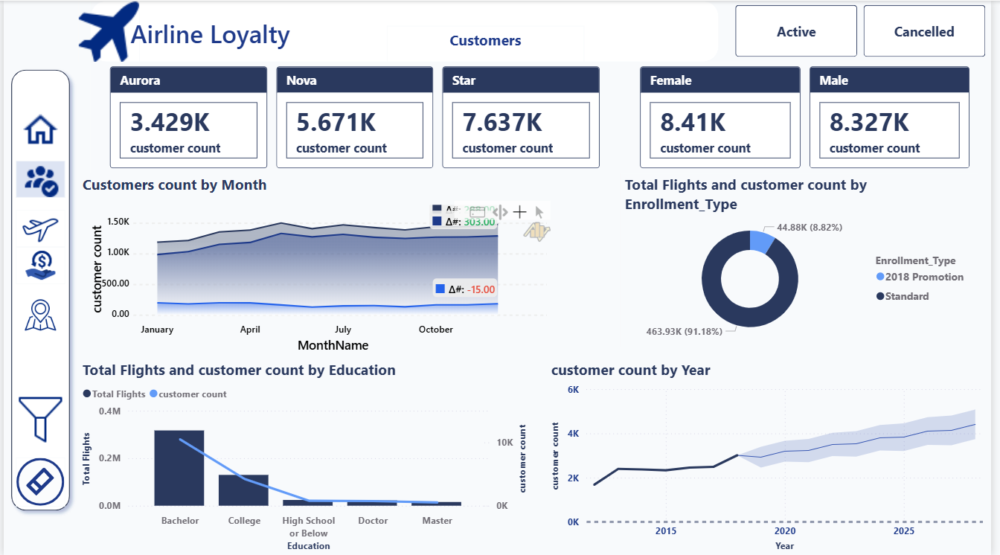 Airline Loyalty
Customers
Active
Cancelled
Aurora
3.429K
customer count
Nova
5.671K
customer count
Star
7.637K
customer count
Female
8.41K
customer count
Male
8.327K
customer count
Customers count by Month
Δ#: 288.00
Δ#: 303.00
Δ#: -15.00
customer count
1.50K
1.00K
500.00
0.00
January
April
July
October
MonthName
Total Flights and customer count by
Enrollment_Type
44.88K (8.82%)
463.93K (91.18%)
Enrollment_Type
2018 Promotion
Standard
Total Flights and customer count by Education
Total Flights
customer count
Total Flights
0.4M
0.2M
0.0M
10K
0K
customer count
Bachelor
College
High School
or Below
Doctor
Master
Education
customer count by Year
customer count
6K
4K
2K
0K
2015
2020
2025
Year